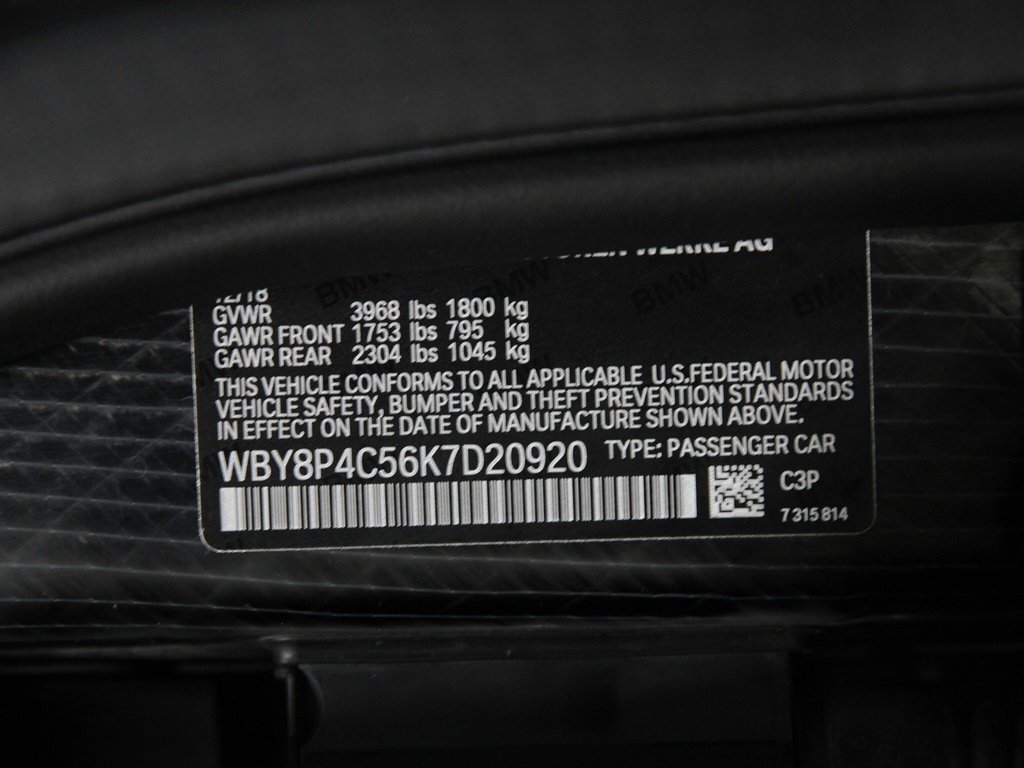 WERKE AG
12/18
GVWR 3968 lbs 1800 kg
GAWR FRONT 1753 lbs 795 kg
GAWR REAR 2304 lbs 1045 kg
THIS VEHICLE CONFORMS TO ALL APPLICABLE U.S.FEDERAL MOTOR
VEHICLE SAFETY, BUMPER AND THEFT PREVENTION STANDARDS
IN EFFECT ON THE DATE OF MANUFACTURE SHOWN ABOVE.
WBY8P4C56K7D20920 TYPE: PASSENGER CAR
C3P
7 315 814